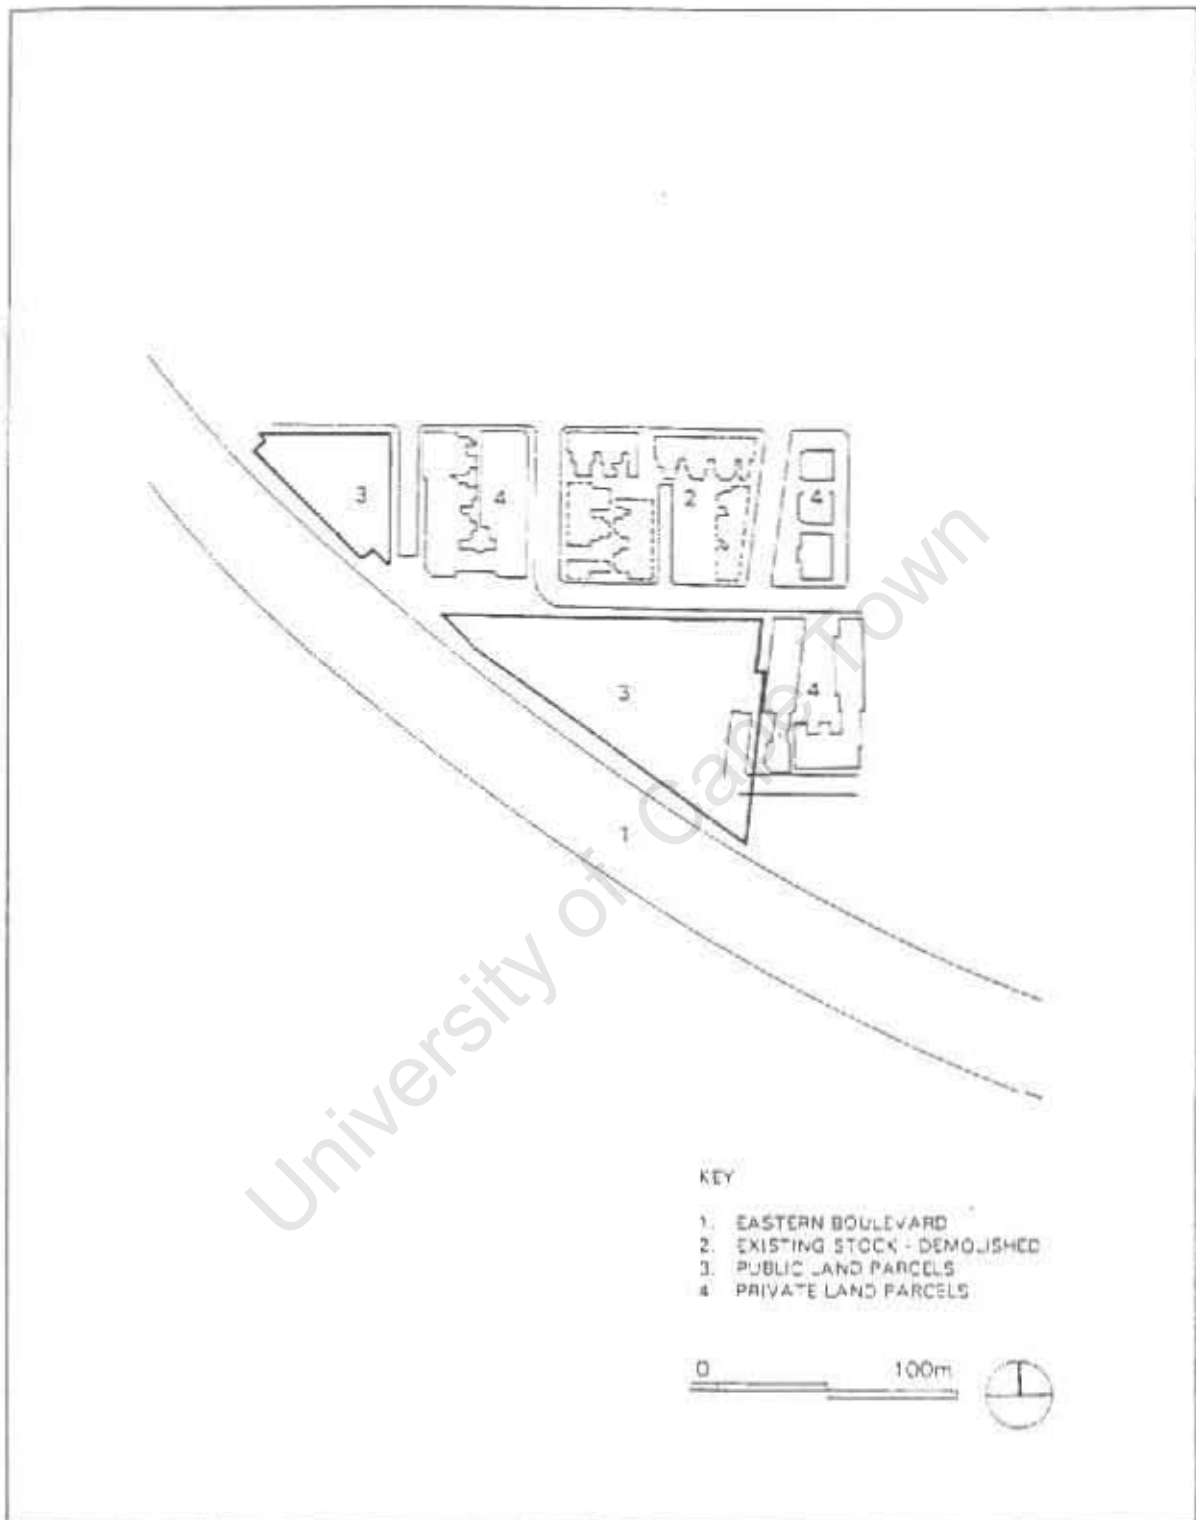 3
4
2
4
3
4
1
University of Cape Town
KEY
1. EASTERN BOULEVARD
2. EXISTING STOCK - DEMOLISHED
3. PUBLIC LAND PARCELS
4 PRIVATE LAND PARCELS
0 100m